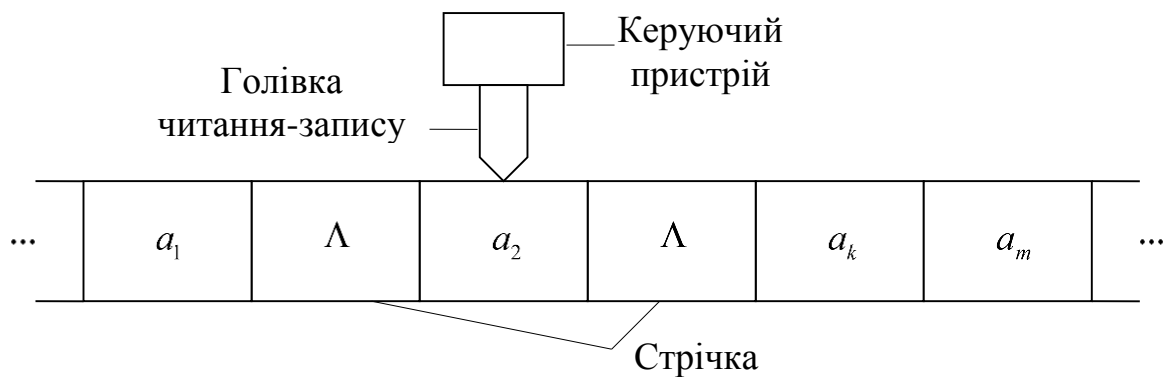 Керуючий
пристрій
Голівка
читання-запису
... a₁ Λ a₂ Λ aₖ aₘ ...
Стрічка